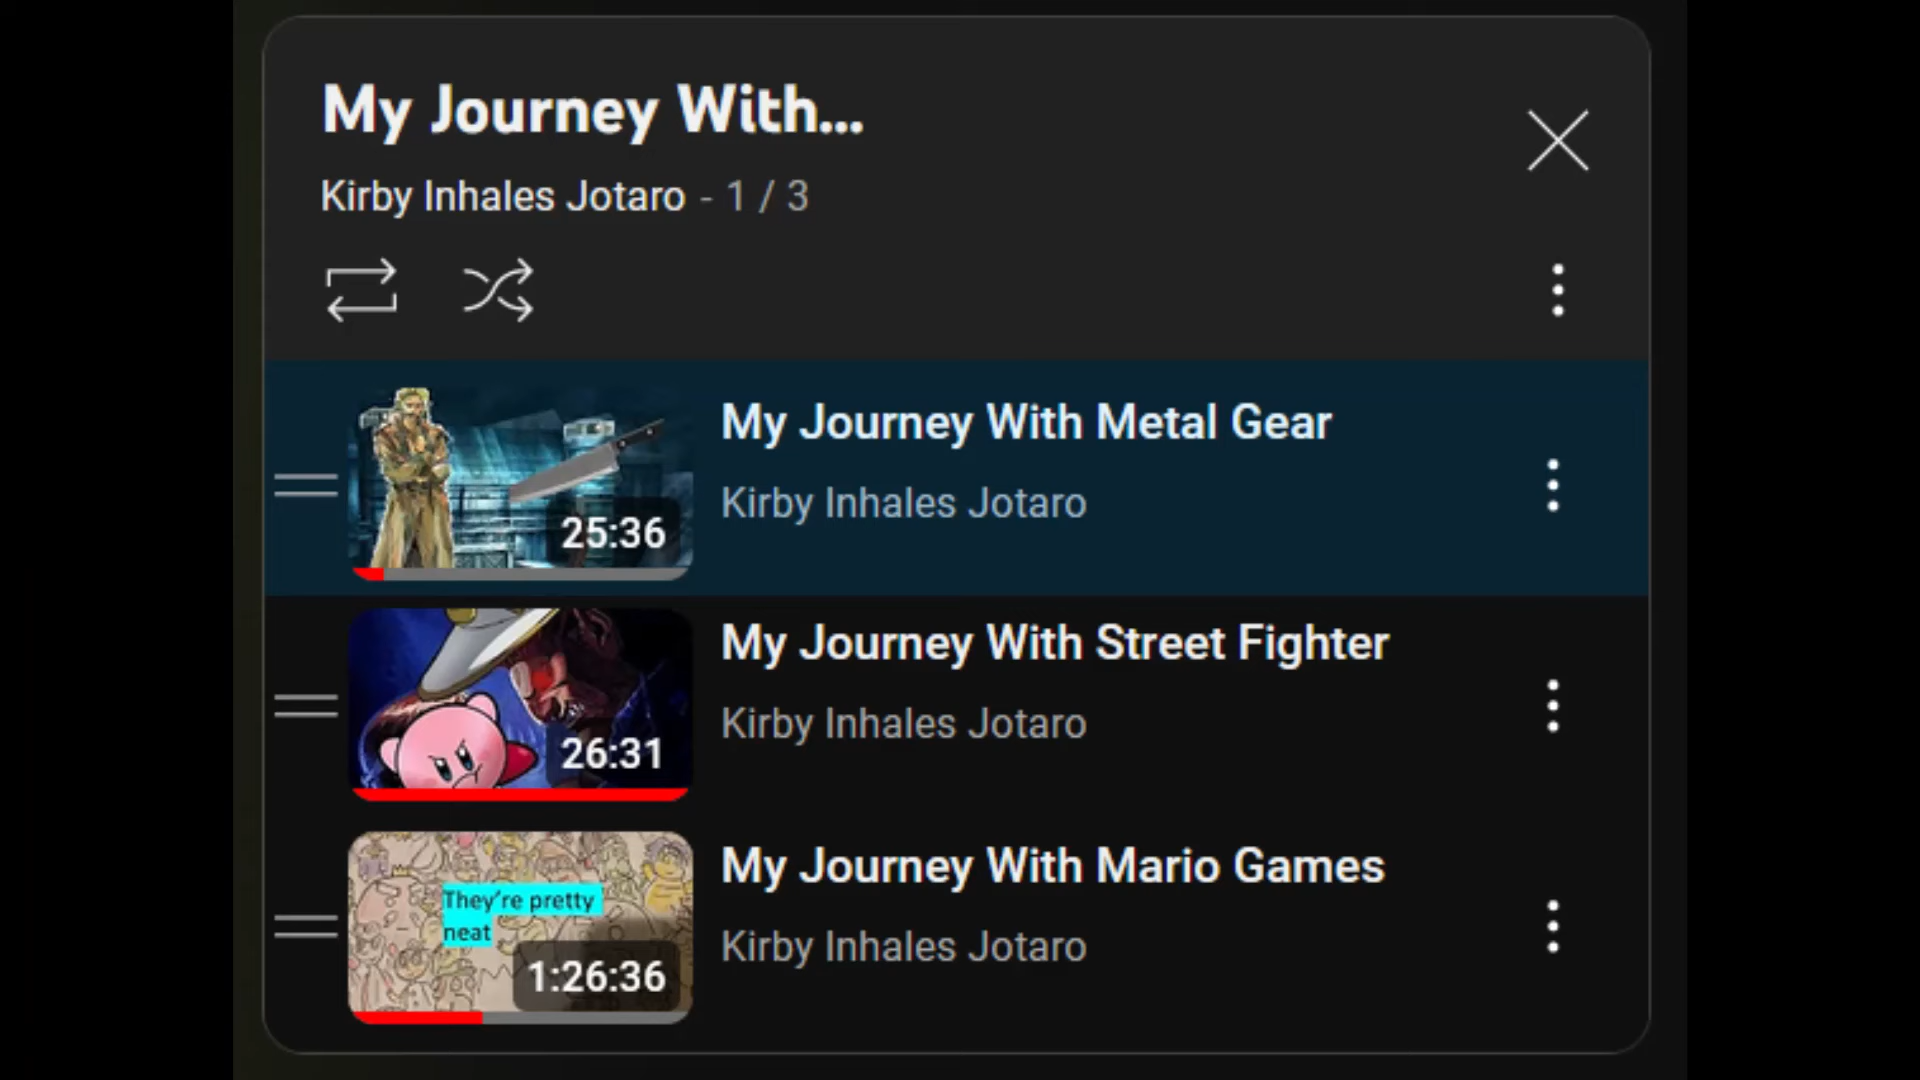 My Journey With...
Kirby Inhales Jotaro - 1 / 3
My Journey With Metal Gear
Kirby Inhales Jotaro
25:36
My Journey With Street Fighter
Kirby Inhales Jotaro
26:31
My Journey With Mario Games
Kirby Inhales Jotaro
They're pretty
neat
1:26:36